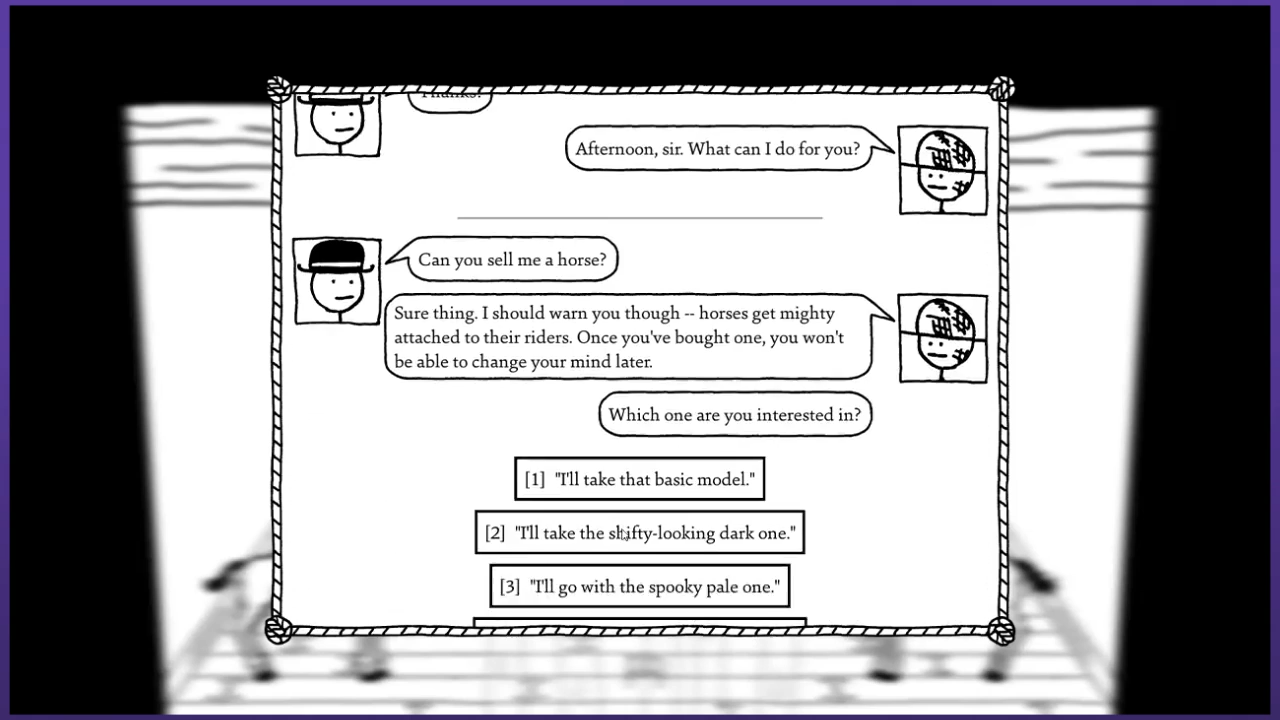 Thanks!
Afternoon, sir. What can I do for you?
Can you sell me a horse?
Sure thing. I should warn you though -- horses get mighty
attached to their riders. Once you've bought one, you won't
be able to change your mind later.
Which one are you interested in?
[1] "I'll take that basic model."
[2] "I'll take the shifty-looking dark one."
[3] "I'll go with the spooky pale one."